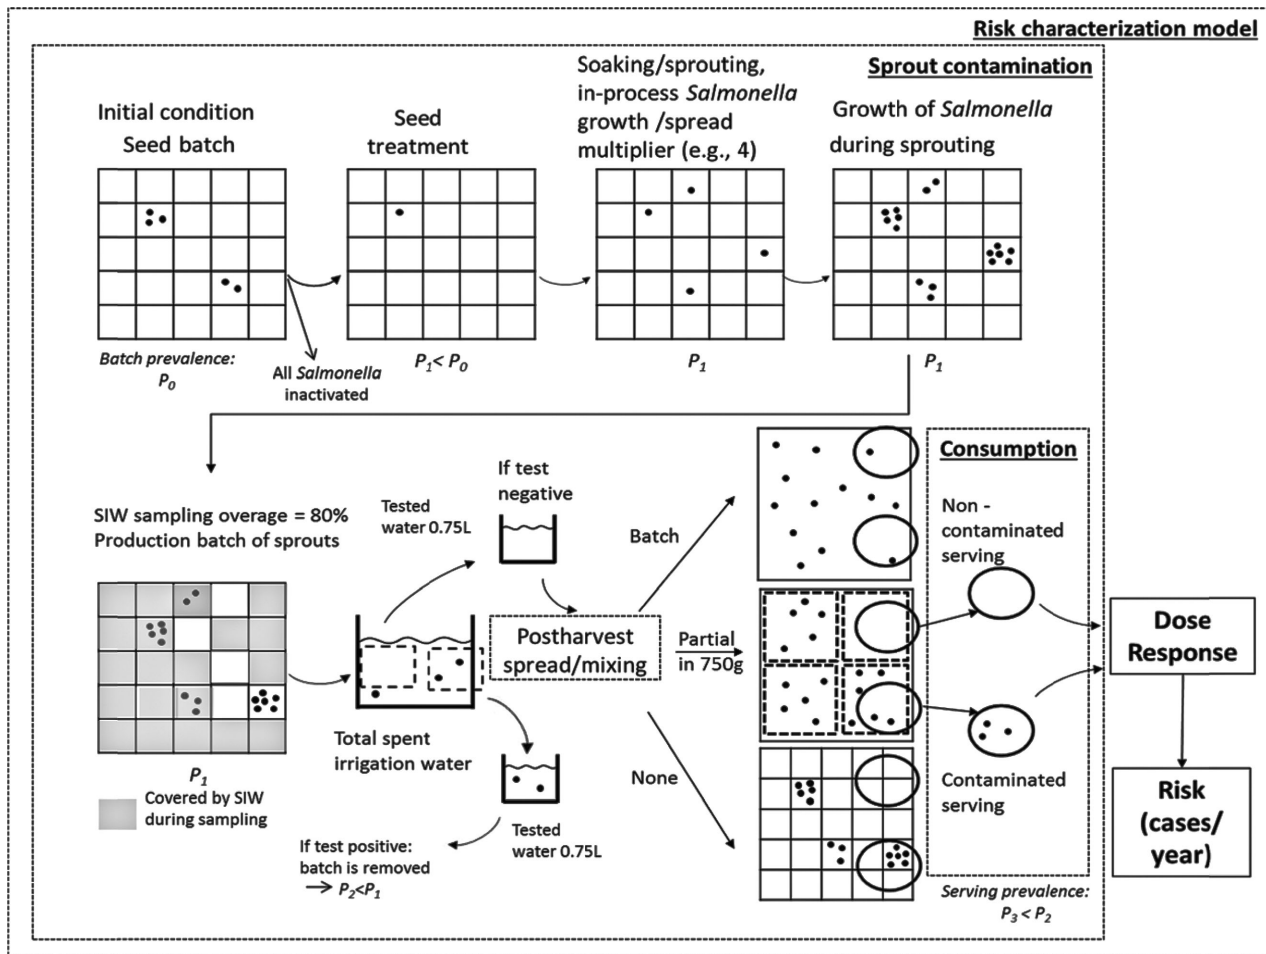 Risk characterization model
Sprout contamination
Initial condition
Seed batch
Seed
treatment
Soaking/sprouting,
in-process Salmonella
growth /spread
multiplier (e.g., 4)
Growth of Salmonella
during sprouting
Batch prevalence:
P0
All Salmonella
inactivated
P1< P0
P1
P1
SIW sampling overage = 80%
Production batch of sprouts
P1
Covered by SIW
during sampling
Tested
water 0.75L
If test
negative
Total spent
irrigation water
Tested
water 0.75L
If test positive:
batch is removed
→ P2<P1
Postharvest
spread/mixing
Batch
Partial
in 750g
None
Consumption
Non -
contaminated
serving
Contaminated
serving
Serving prevalence:
P3 < P2
Dose
Response
Risk
(cases/
year)